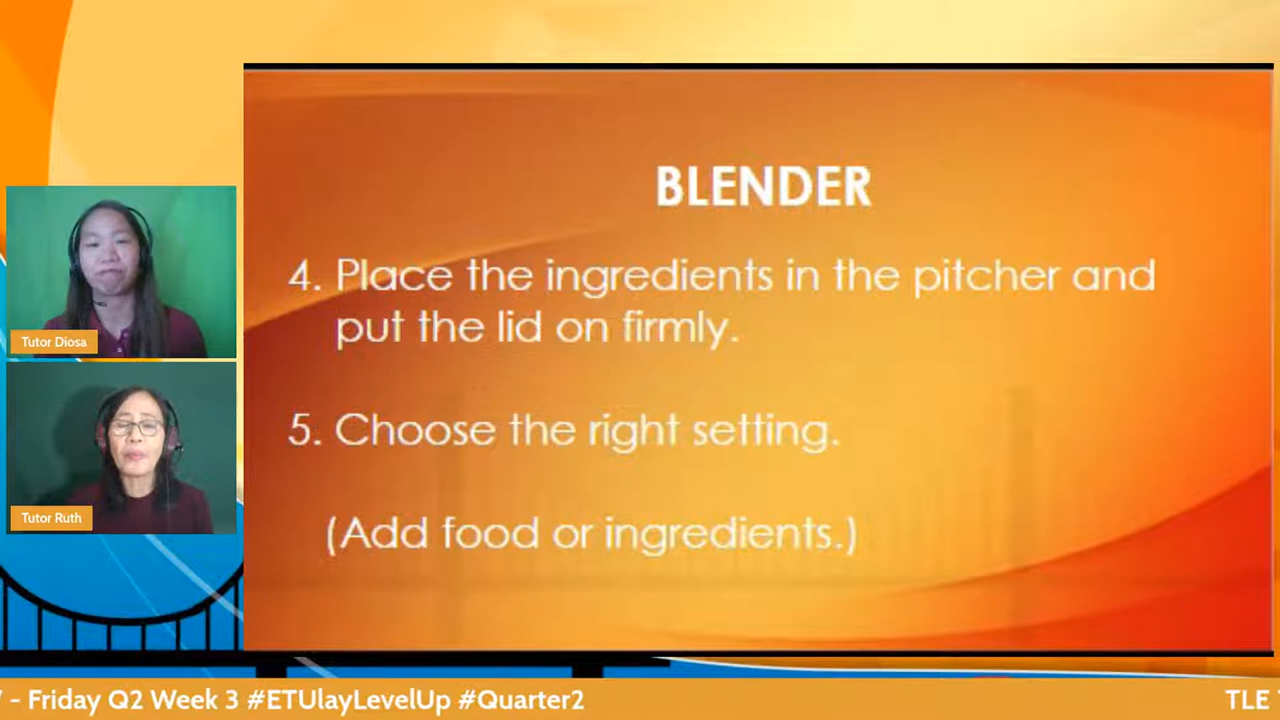 BLENDER
4. Place the ingredients in the pitcher and
put the lid on firmly.
5. Choose the right setting.
(Add food or ingredients.)
Tutor Diosa
Tutor Ruth
- Friday Q2 Week 3 #ETUlayLevelUp #Quarter2
TLE